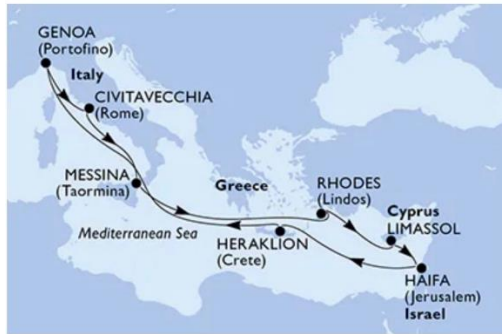 GENOA
(Portofino)
Italy
CIVITAVECCHIA
(Rome)
MESSINA
(Taormina)
Greece
RHODES
(Lindos)
Cyprus
LIMASSOL
Mediterranean Sea
HERAKLION
(Crete)
HAIFA
(Jerusalem)
Israel